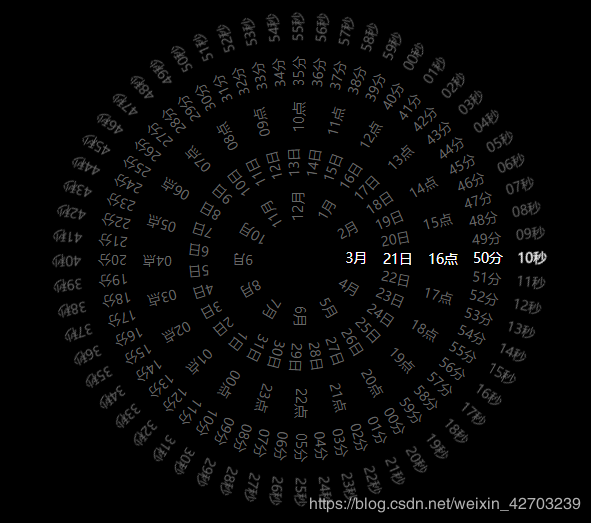 3月 21日 16点 50分 10秒
4月 5月 6月 7月 8月 9月 10月 11月 12月 1月 2月
22日 23日 24日 25日 26日 27日 28日 29日 30日 31日 1日 2日 3日 4日 5日 6日 7日 8日 9日 10日 11日 12日 13日 14日 15日 16日 17日 18日 19日 20日
17点 18点 19点 20点 21点 22点 23点 00点 01点 02点 03点 04点 05点 06点 07点 08点 09点 10点 11点 12点 13点 14点 15点
51分 52分 53分 54分 55分 56分 57分 58分 59分 00分 01分 02分 03分 04分 05分 06分 07分 08分 09分 10分 11分 12分 13分 14分 15分 16分 17分 18分 19分 20分 21分 22分 23分 24分 25分 26分 27分 28分 29分 30分 31分 32分 33分 34分 35分 36分 37分 38分 39分 40分 41分 42分 43分 44分 45分 46分 47分 48分 49分
11秒 12秒 13秒 14秒 15秒 16秒 17秒 18秒 19秒 20秒 21秒 22秒 23秒 24秒 25秒 26秒 27秒 28秒 29秒 30秒 31秒 32秒 33秒 34秒 35秒 36秒 37秒 38秒 39秒 40秒 41秒 42秒 43秒 44秒 45秒 46秒 47秒 48秒 49秒 50秒 51秒 52秒 53秒 54秒 55秒 56秒 57秒 58秒 59秒 00秒 01秒 02秒 03秒 04秒 05秒 06秒 07秒 08秒 09秒
https://blog.csdn.net/weixin_42703239